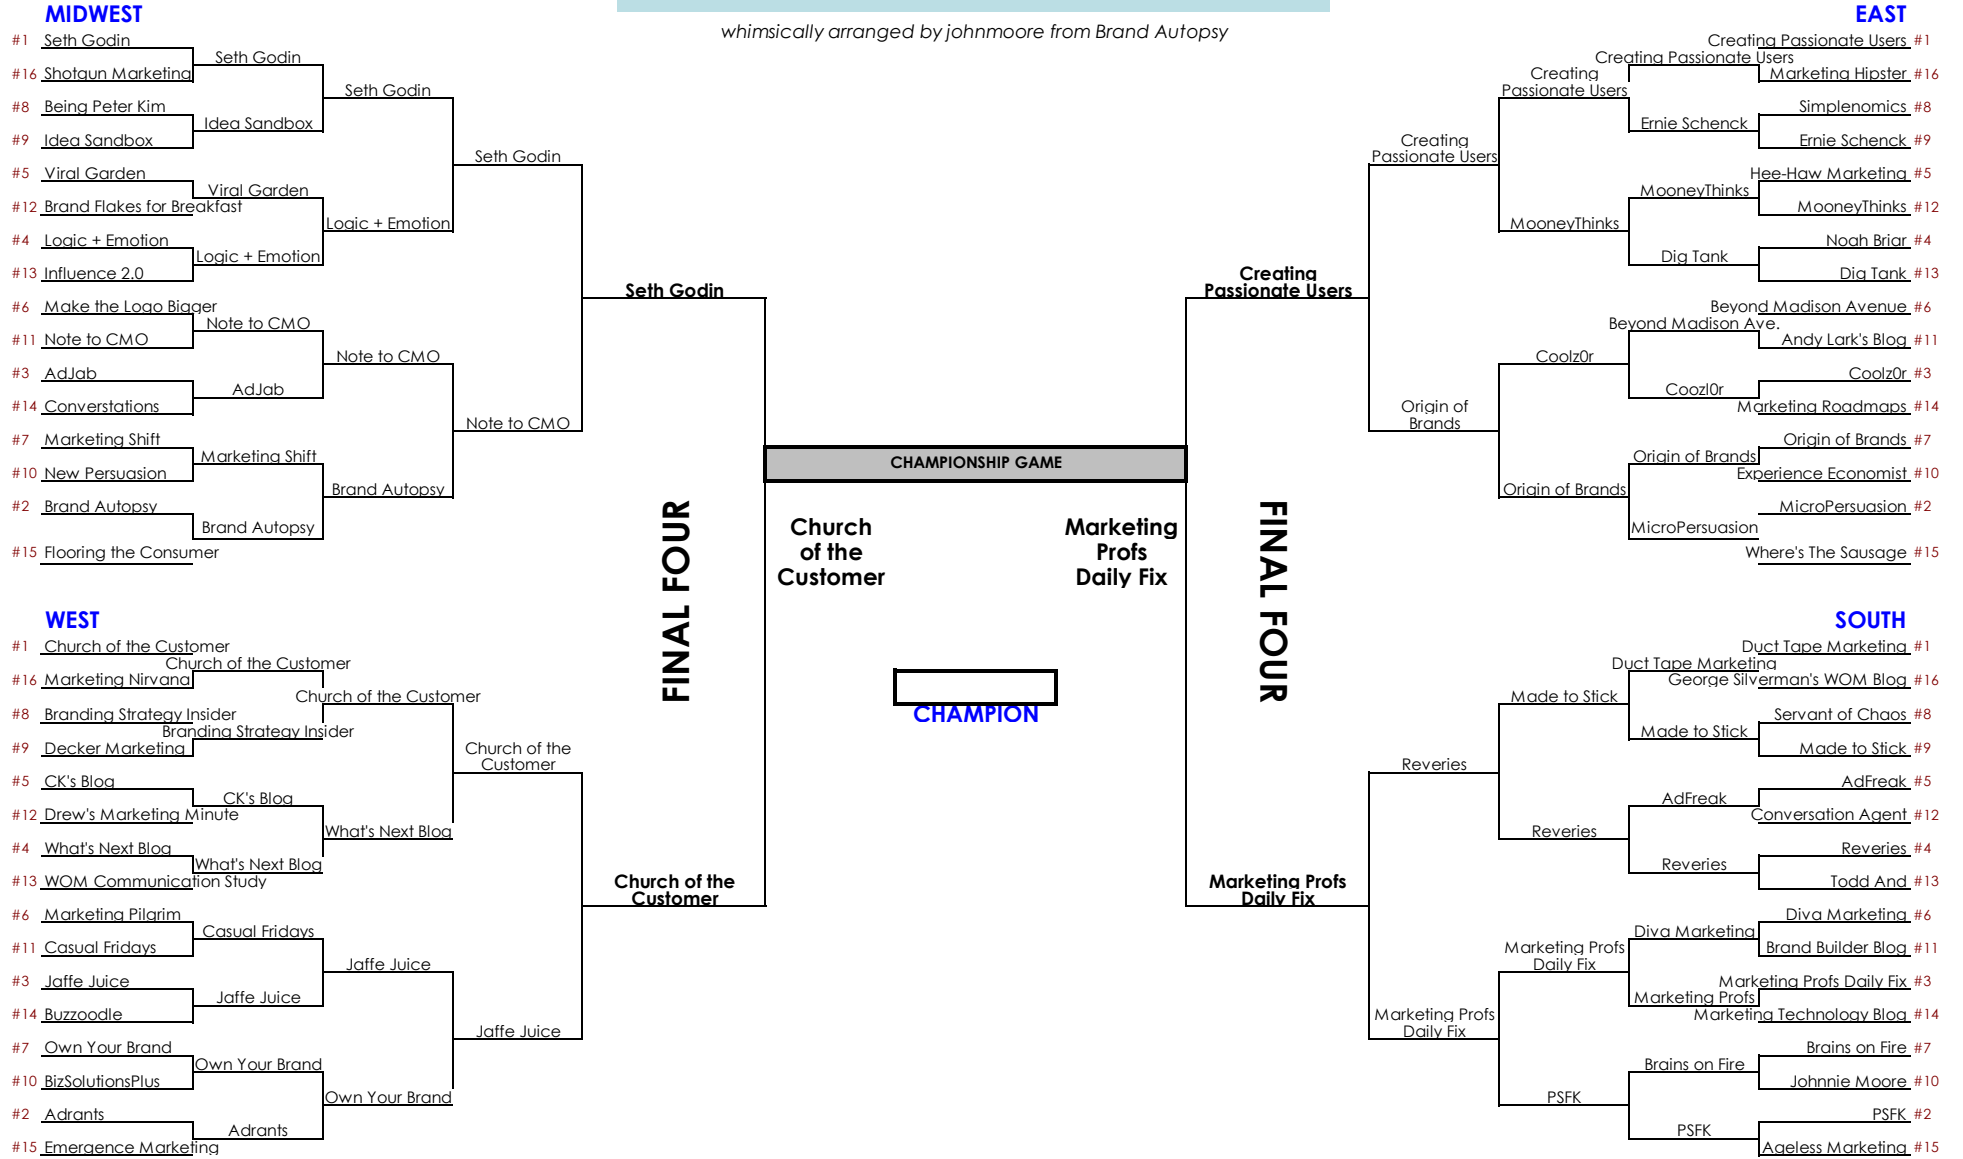 MIDWEST
EAST
whimsically arranged by johnmoore from Brand Autopsy
#1 Seth Godin
#16 Shotgun Marketing
#8 Being Peter Kim
#9 Idea Sandbox
#5 Viral Garden
#12 Brand Flakes for Breakfast
#4 Logic + Emotion
#13 Influence 2.0
#6 Make the Logo Bigger
#11 Note to CMO
#3 AdJab
#14 Converstations
#7 Marketing Shift
#10 New Persuasion
#2 Brand Autopsy
#15 Flooring the Consumer
Seth Godin
Idea Sandbox
Viral Garden
Logic + Emotion
Note to CMO
AdJab
Marketing Shift
Brand Autopsy
Seth Godin
Logic + Emotion
Note to CMO
Brand Autopsy
Seth Godin
Note to CMO
Seth Godin
WEST
#1 Church of the Customer
#16 Marketing Nirvana
#8 Branding Strategy Insider
#9 Decker Marketing
#5 CK's Blog
#12 Drew's Marketing Minute
#4 What's Next Blog
#13 WOM Communication Study
#6 Marketing Pilgrim
#11 Casual Fridays
#3 Jaffe Juice
#14 Buzzoodle
#7 Own Your Brand
#10 BizSolutionsPlus
#2 Adrants
#15 Emergence Marketing
Church of the Customer
Branding Strategy Insider
CK's Blog
What's Next Blog
Casual Fridays
Jaffe Juice
Own Your Brand
Adrants
Church of the Customer
What's Next Blog
Jaffe Juice
Own Your Brand
Church of the
Customer
Jaffe Juice
Church of the
Customer
FINAL FOUR
CHAMPIONSHIP GAME
Church
of the
Customer
Marketing
Profs
Daily Fix
CHAMPION
FINAL FOUR
Creating
Passionate Users
Creating
Passionate Users
Origin of
Brands
Creating
Passionate Users
MooneyThinks
Coolz0r
Origin of Brands
Creating Passionate Users
Ernie Schenck
MooneyThinks
Dig Tank
Beyond Madison Ave.
Coozl0r
Origin of Brands
MicroPersuasion
Creating Passionate Users #1
Marketing Hipster #16
Simplenomics #8
Ernie Schenck #9
Hee-Haw Marketing #5
MooneyThinks #12
Noah Briar #4
Dig Tank #13
Beyond Madison Avenue #6
Andy Lark's Blog #11
Coolz0r #3
Marketing Roadmaps #14
Origin of Brands #7
Experience Economist #10
MicroPersuasion #2
Where's The Sausage #15
SOUTH
Marketing Profs
Daily Fix
Reveries
Marketing Profs
Daily Fix
Made to Stick
Reveries
Marketing Profs
Daily Fix
PSFK
Duct Tape Marketing
Made to Stick
AdFreak
Reveries
Diva Marketing
Marketing Profs
Brains on Fire
PSFK
Duct Tape Marketing #1
George Silverman's WOM Blog #16
Servant of Chaos #8
Made to Stick #9
AdFreak #5
Conversation Agent #12
Reveries #4
Todd And #13
Diva Marketing #6
Brand Builder Blog #11
Marketing Profs Daily Fix #3
Marketing Technology Blog #14
Brains on Fire #7
Johnnie Moore #10
PSFK #2
Ageless Marketing #15